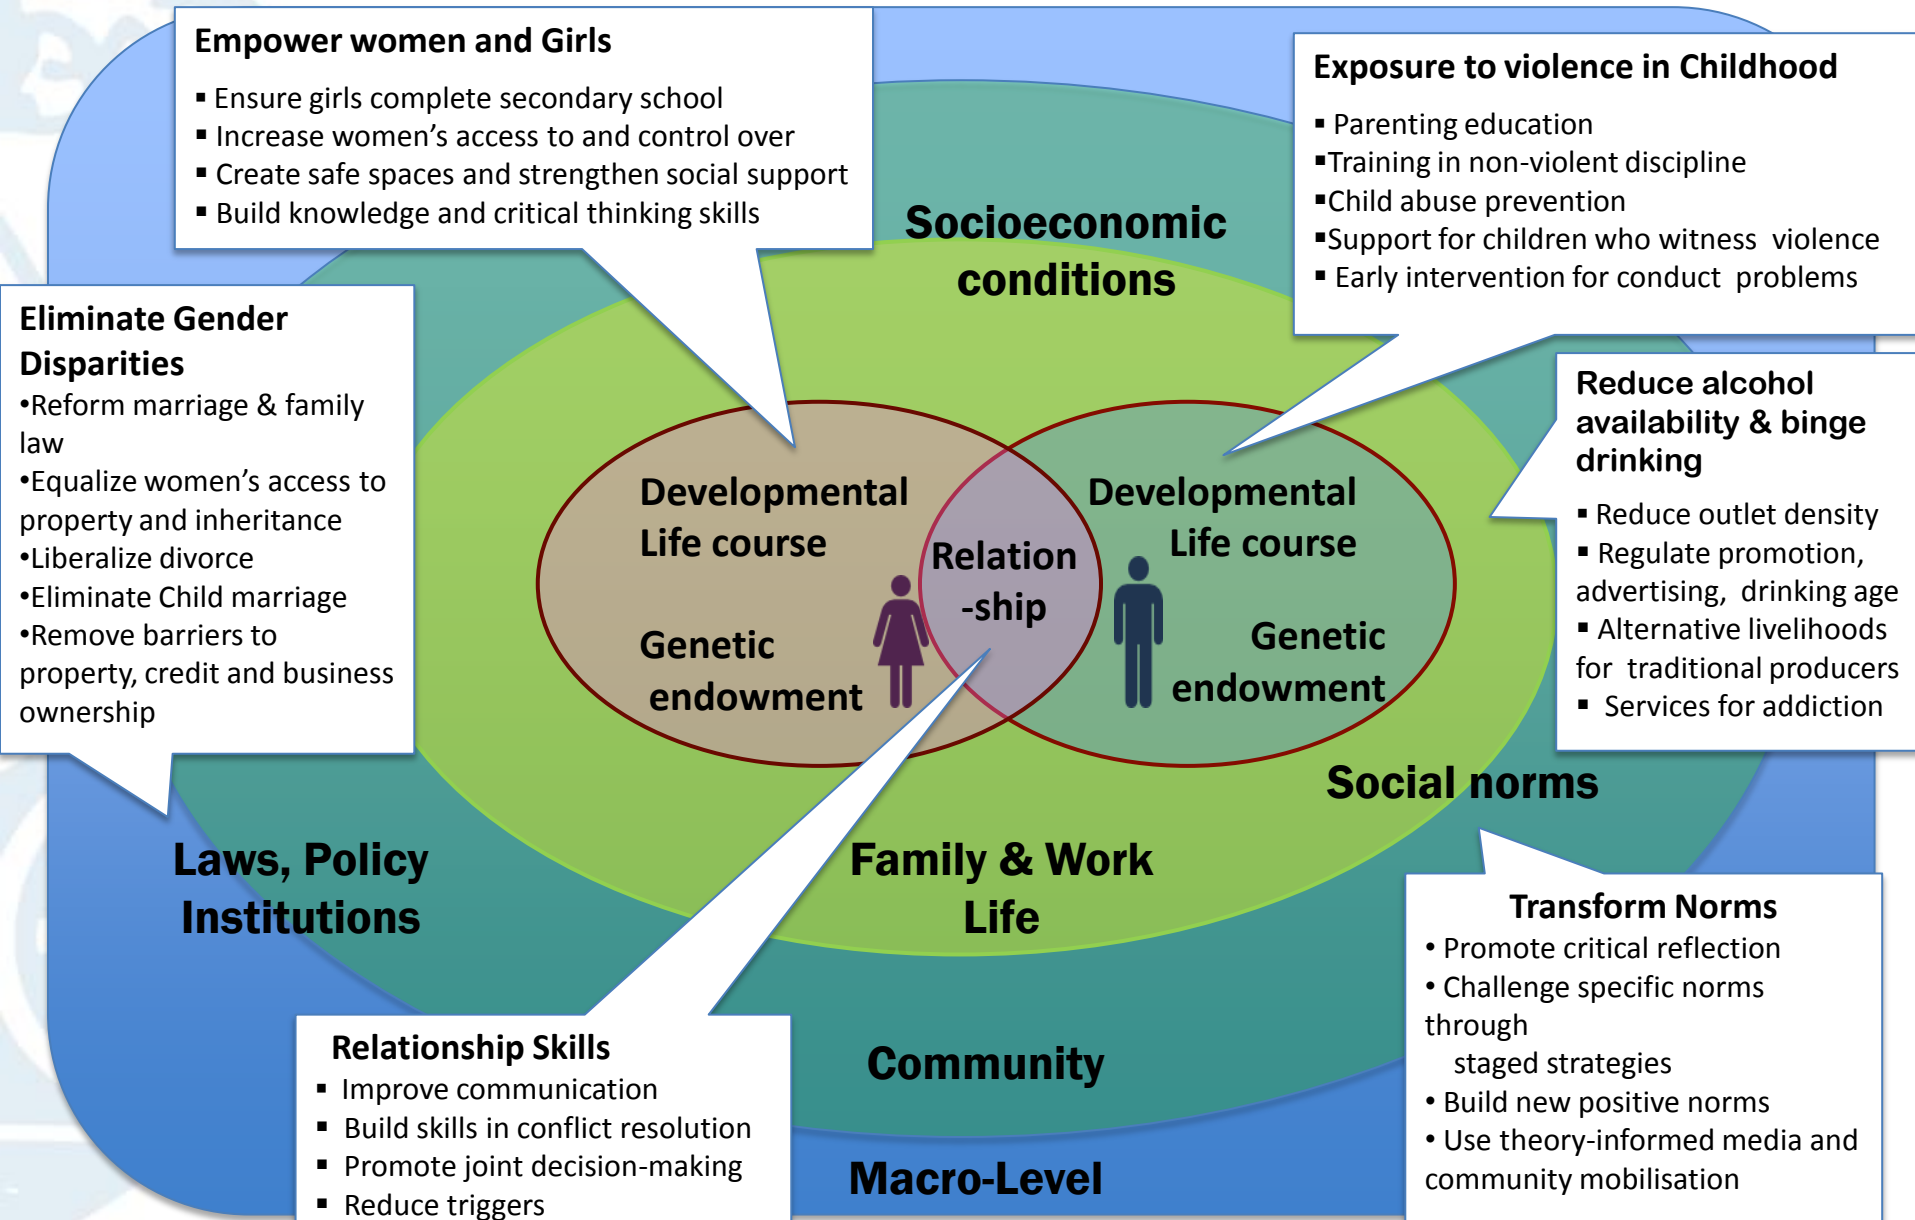 Empower women and Girls
▪ Ensure girls complete secondary school
▪ Increase women’s access to and control over
▪ Create safe spaces and strengthen social support
▪ Build knowledge and critical thinking skills
Exposure to violence in Childhood
▪ Parenting education
▪Training in non-violent discipline
▪Child abuse prevention
▪Support for children who witness violence
▪ Early intervention for conduct problems
Socioeconomic
conditions
Eliminate Gender
Disparities
•Reform marriage & family
law
•Equalize women’s access to
property and inheritance
•Liberalize divorce
•Eliminate Child marriage
•Remove barriers to
property, credit and business
ownership
Reduce alcohol
availability & binge
drinking
▪ Reduce outlet density
▪ Regulate promotion,
advertising, drinking age
▪ Alternative livelihoods
for traditional producers
▪ Services for addiction
Developmental
Life course
Genetic
endowment
Relation
-ship
Developmental
Life course
Genetic
endowment
Social norms
Laws, Policy
Institutions
Family & Work
Life
Transform Norms
• Promote critical reflection
• Challenge specific norms
through
staged strategies
• Build new positive norms
• Use theory-informed media and
community mobilisation
Relationship Skills
▪ Improve communication
▪ Build skills in conflict resolution
▪ Promote joint decision-making
▪ Reduce triggers
Community
Macro-Level